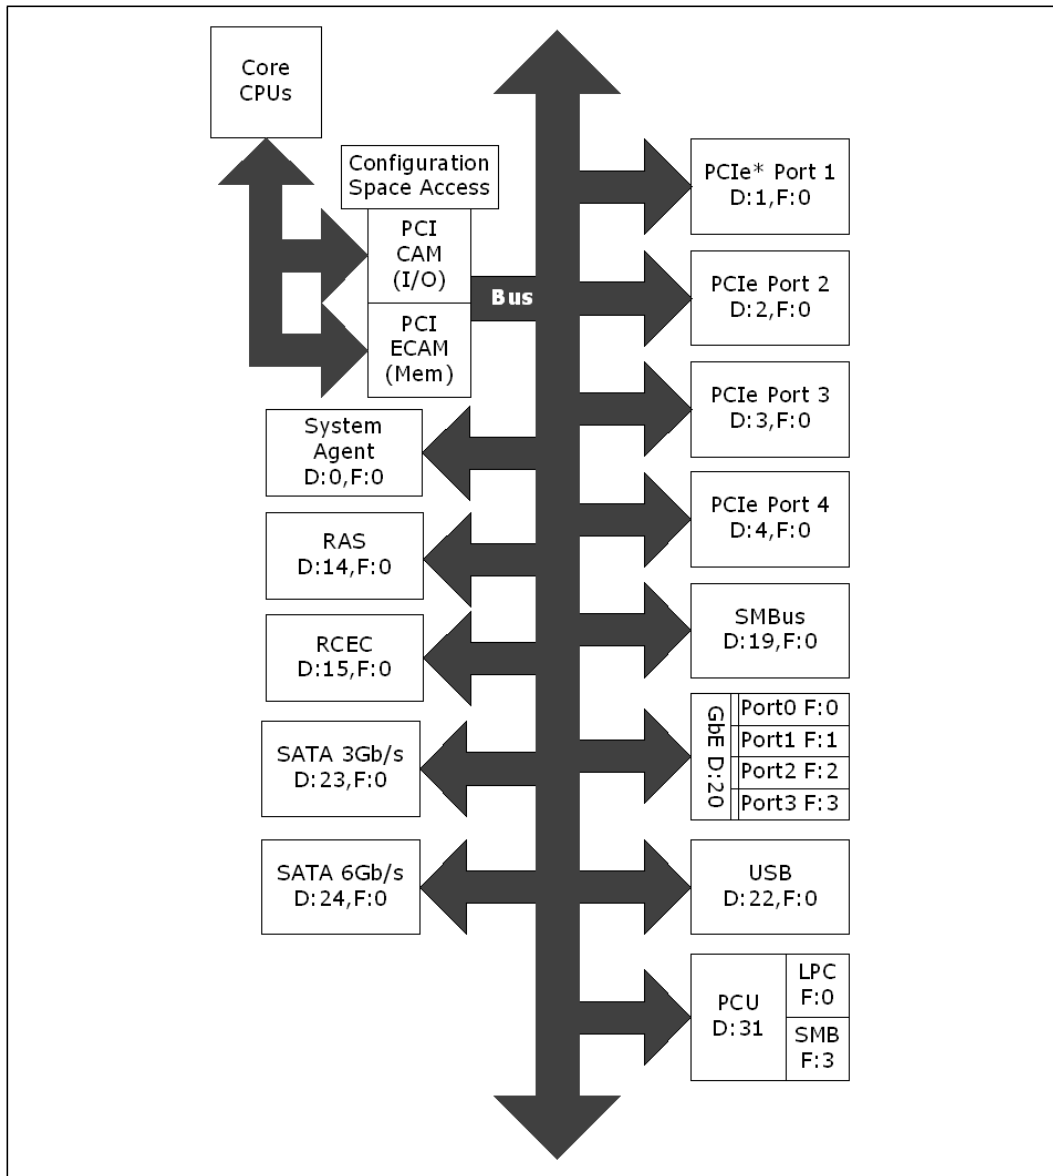 Core
CPUs
Configuration
Space Access
PCI
CAM
(I/O)
PCI
ECAM
(Mem)
Bus
System
Agent
D:0,F:0
RAS
D:14,F:0
RCEC
D:15,F:0
SATA 3Gb/s
D:23,F:0
SATA 6Gb/s
D:24,F:0
PCIe* Port 1
D:1,F:0
PCIe Port 2
D:2,F:0
PCIe Port 3
D:3,F:0
PCIe Port 4
D:4,F:0
SMBus
D:19,F:0
GbE D:20
Port0 F:0
Port1 F:1
Port2 F:2
Port3 F:3
USB
D:22,F:0
PCU
D:31
LPC
F:0
SMB
F:3